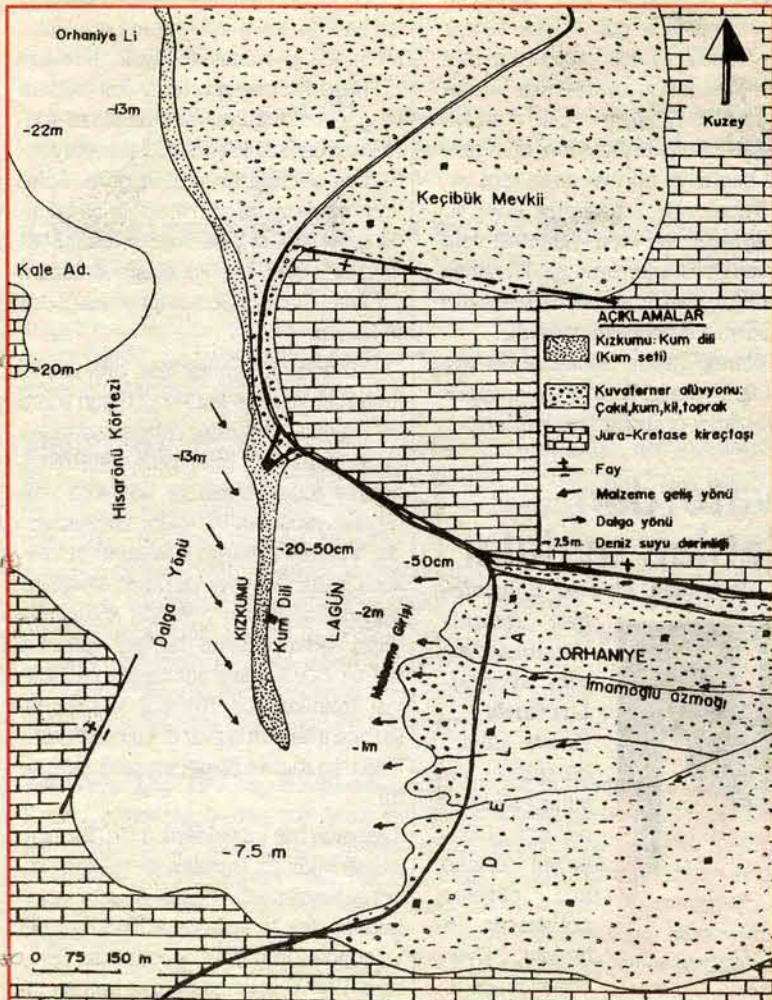 Orhaniye Li
-13m
-22m
Kuzey
Keçibük Mevkii
Kale Ad.
-20m
AÇIKLAMALAR
Kızkumu: Kum dili
(Kum seti)
Kuvaterner alüvyonu:
Çakıl,kum,kil,toprak
Jura-Kretase kireçtaşı
+ Fay
Malzeme geliş yönü
Dalga yönü
-7.5m. Deniz suyu derinliği
Hisarönü Körfezi
-13m
Dalga Yönü
KIZKUMU
Kum Dili
-20-50cm
LAGÜN
-50cm
-2m
Malzeme Girişi
ORHANİYE
İmamoğlu azmağı
DELTA
-7.5 m
0 75 150 m